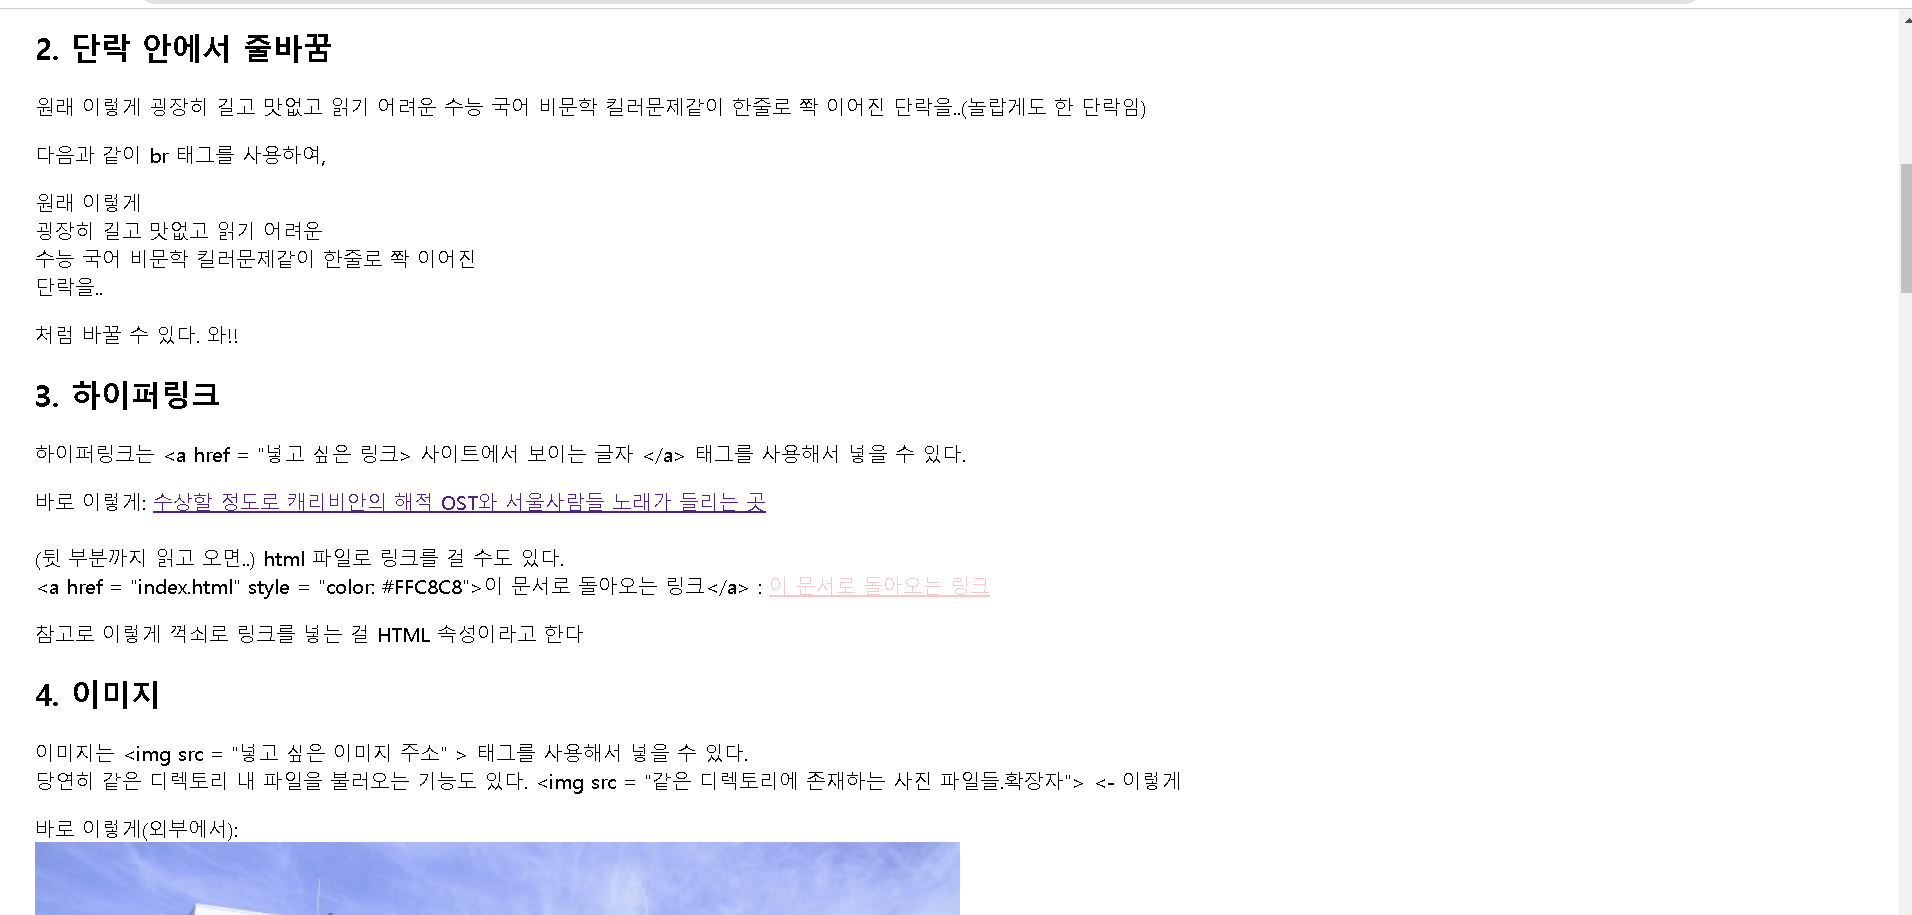 2. 단락 안에서 줄바꿈
원래 이렇게 굉장히 길고 맛없고 읽기 어려운 수능 국어 비문학 킬러문제같이 한줄로 쫙 이어진 단락을..(놀랍게도 한 단락임)
다음과 같이 br 태그를 사용하여,
원래 이렇게
굉장히 길고 맛없고 읽기 어려운
수능 국어 비문학 킬러문제같이 한줄로 쫙 이어진
단락을..
처럼 바꿀 수 있다. 와!!
3. 하이퍼링크
하이퍼링크는 <a href = "넣고 싶은 링크> 사이트에서 보이는 글자 </a> 태그를 사용해서 넣을 수 있다.
바로 이렇게: 수상할 정도로 캐리비안의 해적 OST와 서울사람들 노래가 들리는 곳
(뒷 부분까지 읽고 오면..) html 파일로 링크를 걸 수도 있다.
<a href = "index.html" style = "color: #FFC8C8">이 문서로 돌아오는 링크</a> : 이 문서로 돌아오는 링크
참고로 이렇게 꺽쇠로 링크를 넣는 걸 HTML 속성이라고 한다
4. 이미지
이미지는 <img src = "넣고 싶은 이미지 주소" > 태그를 사용해서 넣을 수 있다.
당연히 같은 디렉토리 내 파일을 불러오는 기능도 있다. <img src = "같은 디렉토리에 존재하는 사진 파일들.확장자"> <- 이렇게
바로 이렇게(외부에서):